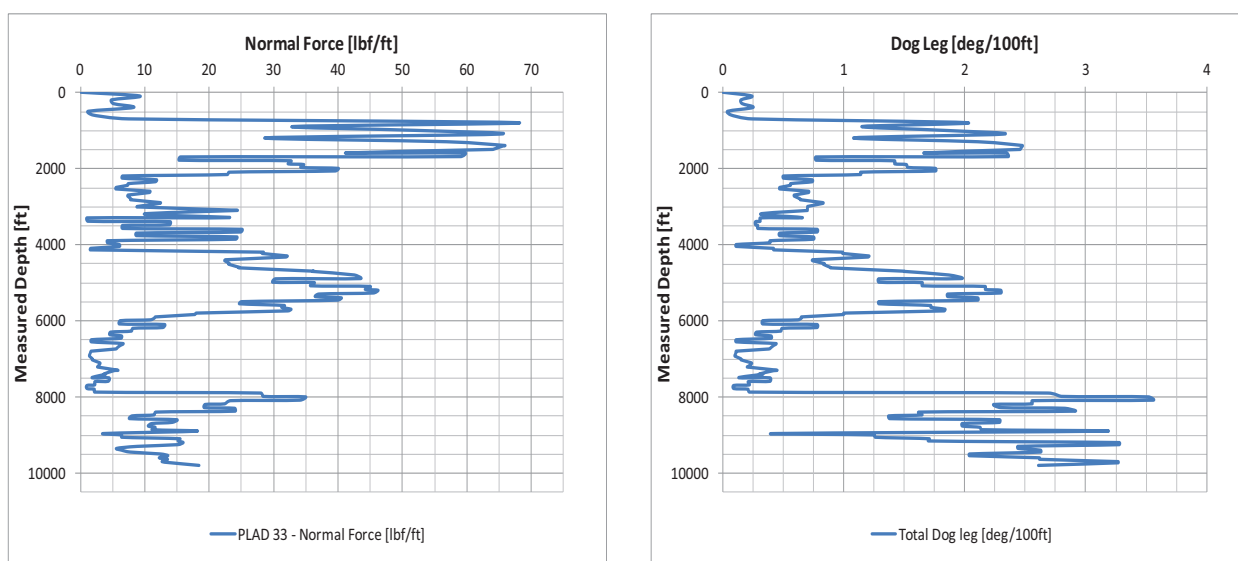 Normal Force [lbf/ft]
0 10 20 30 40 50 60 70
0
2000
4000
6000
8000
10000
Measured Depth [ft]
PLAD 33 - Normal Force [lbf/ft]
Dog Leg [deg/100ft]
0 1 2 3 4
0
2000
4000
6000
8000
10000
Measured Depth [ft]
Total Dog leg [deg/100ft]